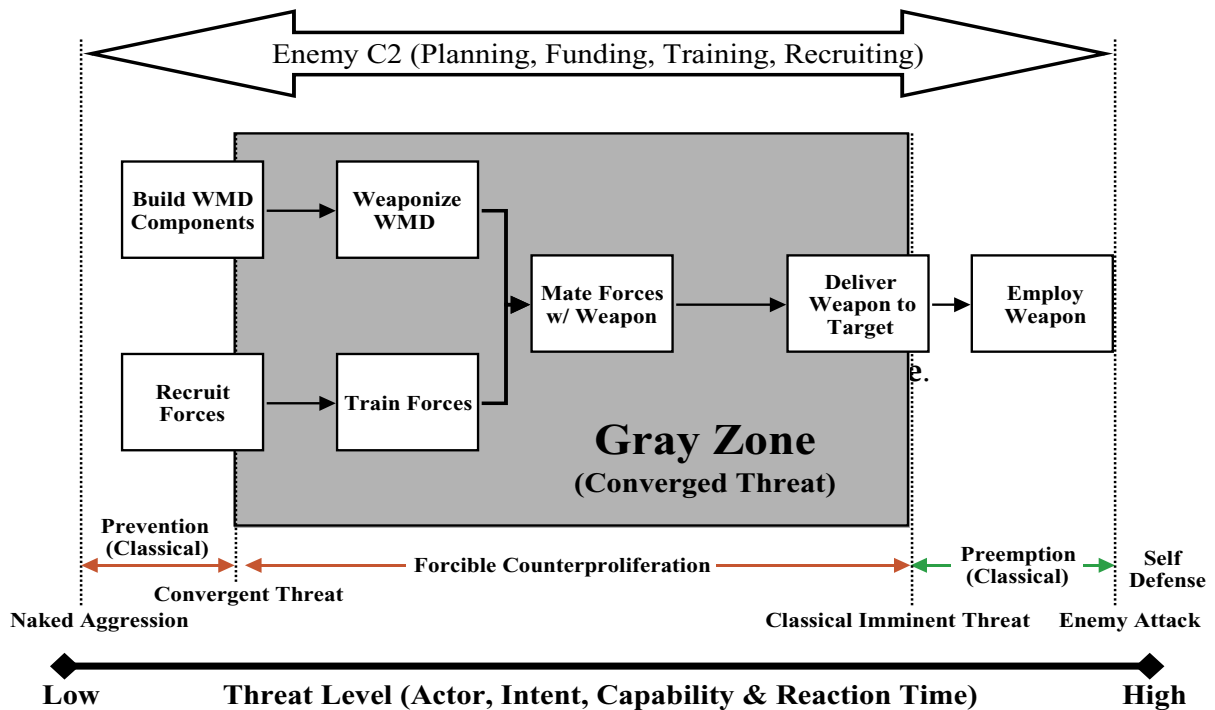 Enemy C2 (Planning, Funding, Training, Recruiting)
Build WMD
Components
Weaponize
WMD
Mate Forces
w/ Weapon
Deliver
Weapon to
Target
Employ
Weapon
Recruit
Forces
Train Forces
e.
Gray Zone
(Converged Threat)
Prevention
(Classical)
Forcible Counterproliferation
Preemption
(Classical)
Self
Defense
Convergent Threat
Naked Aggression
Classical Imminent Threat
Enemy Attack
Low
Threat Level (Actor, Intent, Capability & Reaction Time)
High